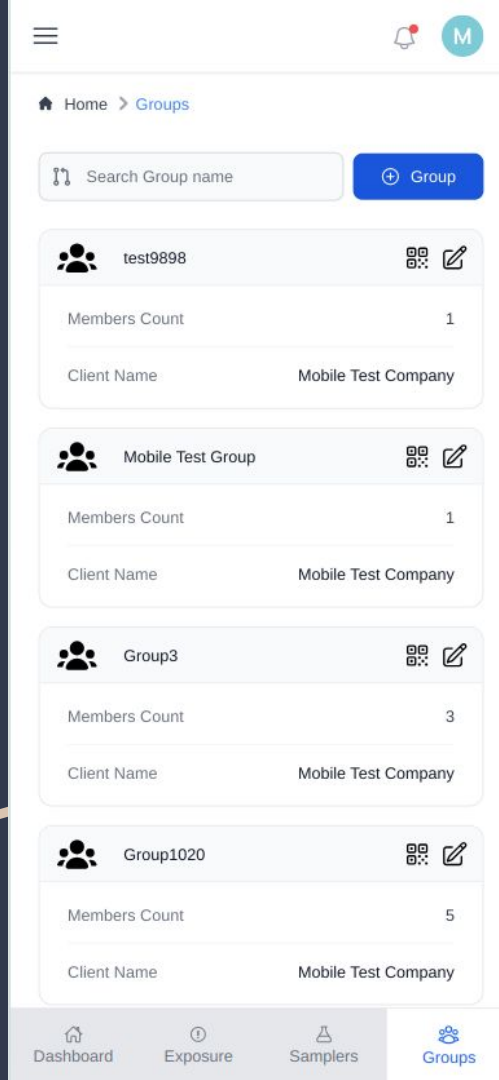 M
Home Groups
Search Group name
Group
test9898
Members Count 1
Client Name Mobile Test Company
Mobile Test Group
Members Count 1
Client Name Mobile Test Company
Group3
Members Count 3
Client Name Mobile Test Company
Group1020
Members Count 5
Client Name Mobile Test Company
Dashboard Exposure Samplers Groups